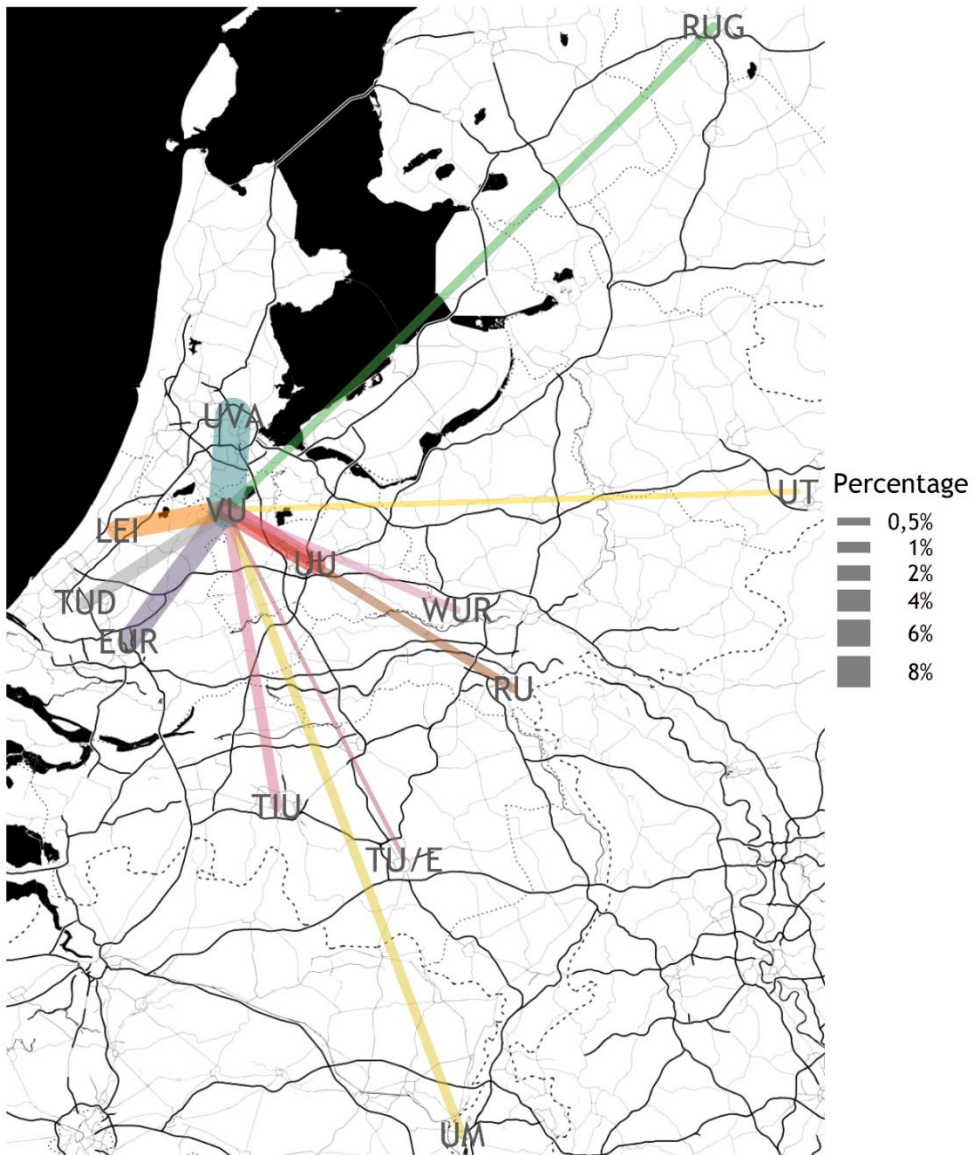 RUG
UVA
UT
VU
LEI
UU
TUD
WUR
EUR
RU
TIU
TU/E
UM
Percentage
0,5%
1%
2%
4%
6%
8%